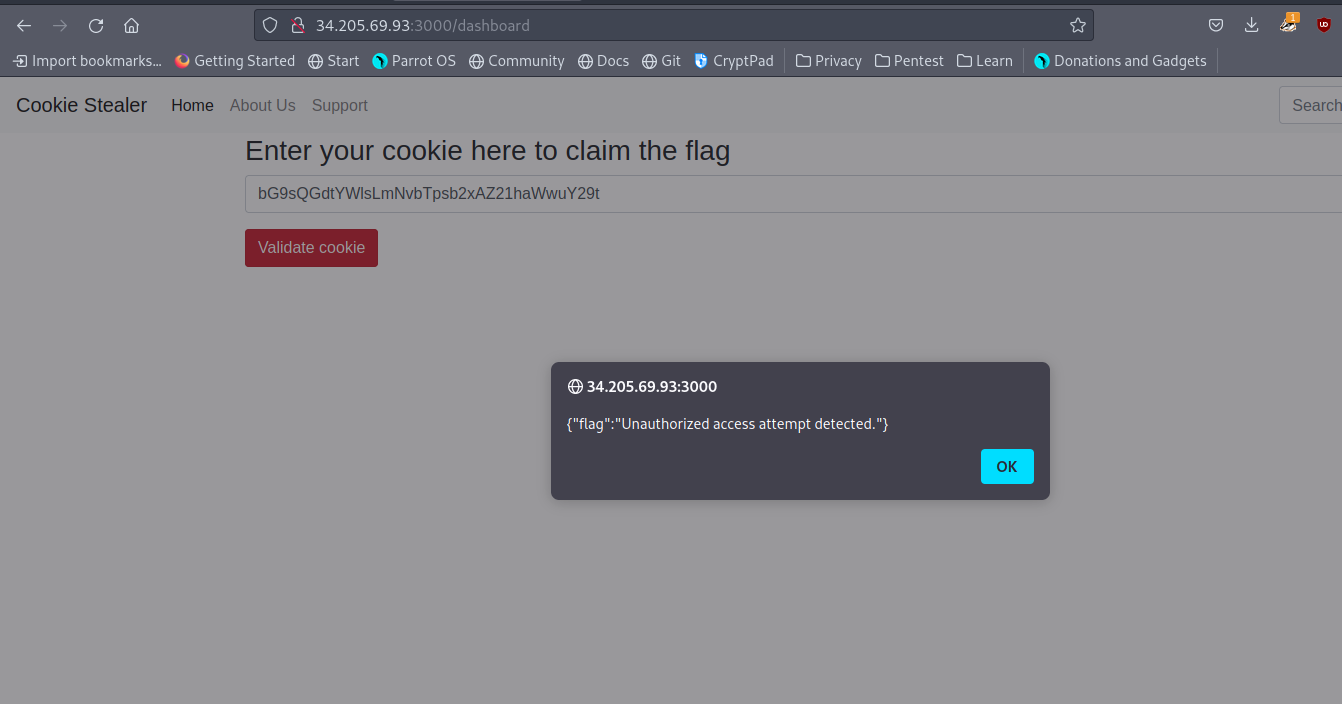 34.205.69.93:3000/dashboard
1
UD
Import bookmarks... Getting Started Start Parrot OS Community Docs Git CryptPad Privacy Pentest Learn Donations and Gadgets
Cookie Stealer Home About Us Support Search
Enter your cookie here to claim the flag
bG9sQGdtYWlsLmNvbTpsb2xAZ21haWwuY29t
Validate cookie
34.205.69.93:3000
{"flag":"Unauthorized access attempt detected."}
OK